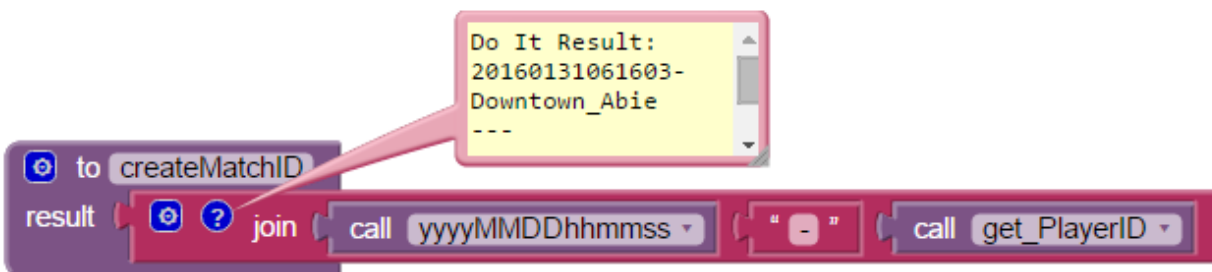 Do It Result:
20160131061603-
Downtown_Abie
---
to createMatchID
result ? join call yyyyMMDDhhmmss " - " call get_PlayerID